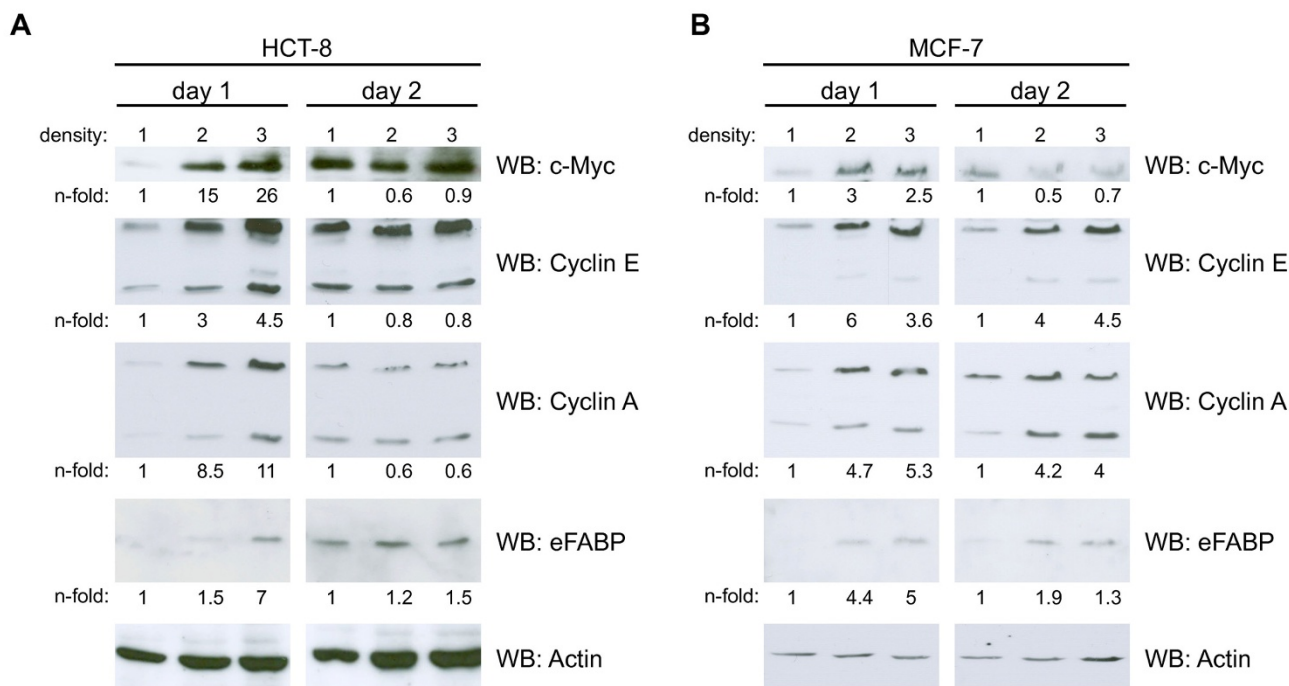 A
HCT-8
day 1 day 2
density: 1 2 3 1 2 3
WB: c-Myc
n-fold: 1 15 26 1 0.6 0.9
WB: Cyclin E
n-fold: 1 3 4.5 1 0.8 0.8
WB: Cyclin A
n-fold: 1 8.5 11 1 0.6 0.6
WB: eFABP
n-fold: 1 1.5 7 1 1.2 1.5
WB: Actin
B
MCF-7
day 1 day 2
density: 1 2 3 1 2 3
WB: c-Myc
n-fold: 1 3 2.5 1 0.5 0.7
WB: Cyclin E
n-fold: 1 6 3.6 1 4 4.5
WB: Cyclin A
n-fold: 1 4.7 5.3 1 4.2 4
WB: eFABP
n-fold: 1 4.4 5 1 1.9 1.3
WB: Actin